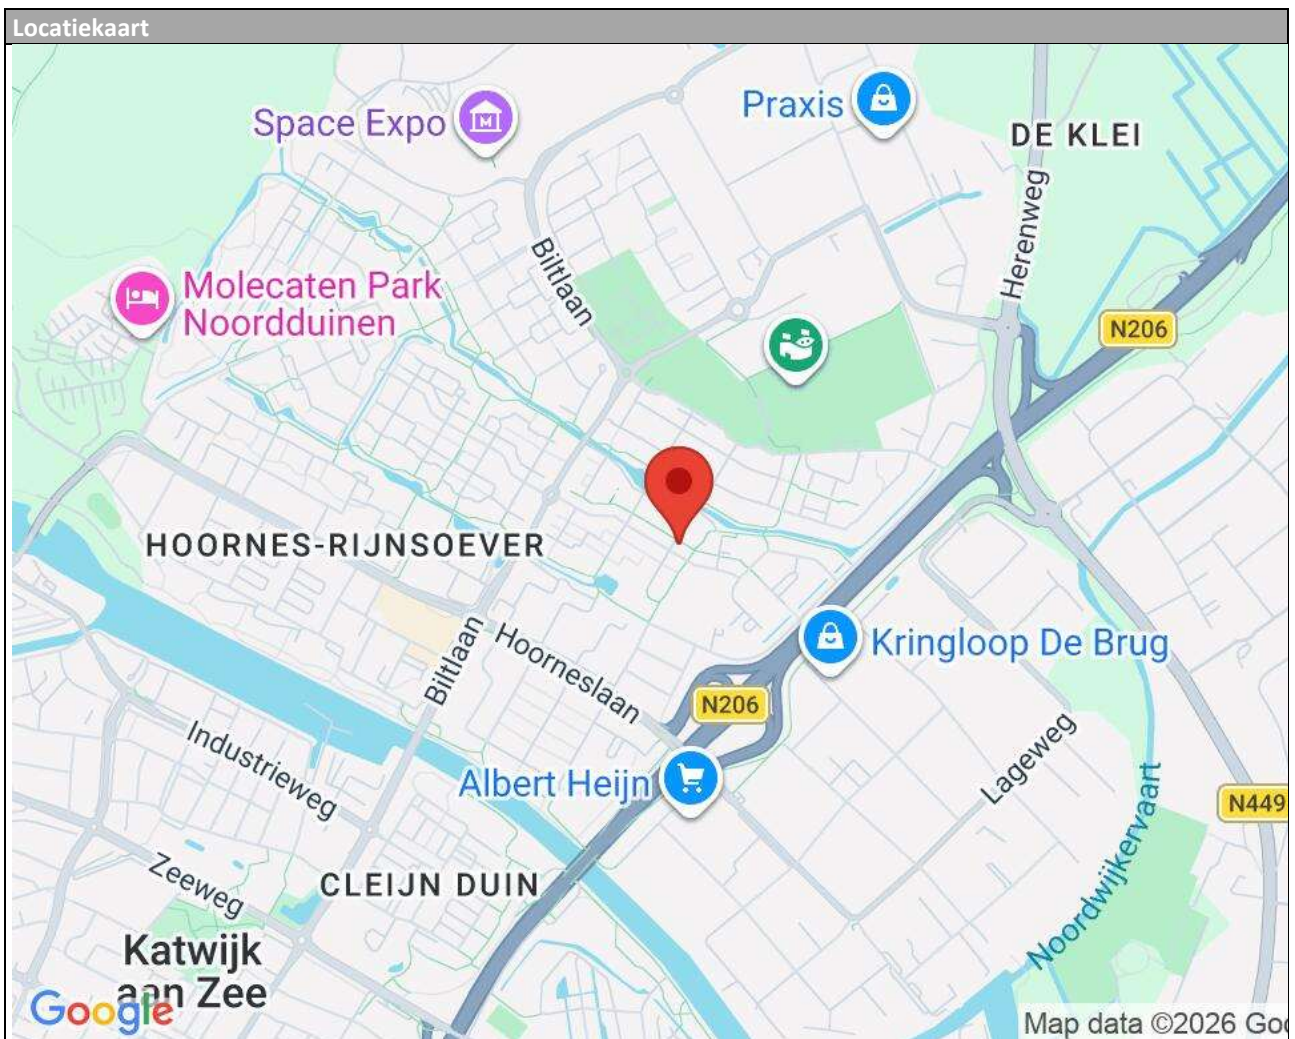 Locatiekaart
Space Expo
Praxis
DE KLEI
Herenweg
Biltlaan
Molecaten Park
Noordduinen
N206
HOORNES-RIJNSOEVER
Biltlaan
Hoorneslaan
Kringloop De Brug
N206
Industrieweg
Albert Heijn
Lageweg
N449
Noordwijkervaart
Zeeweg
CLEIJN DUIN
Katwijk
aan Zee
Google
Map data ©2026 Goo